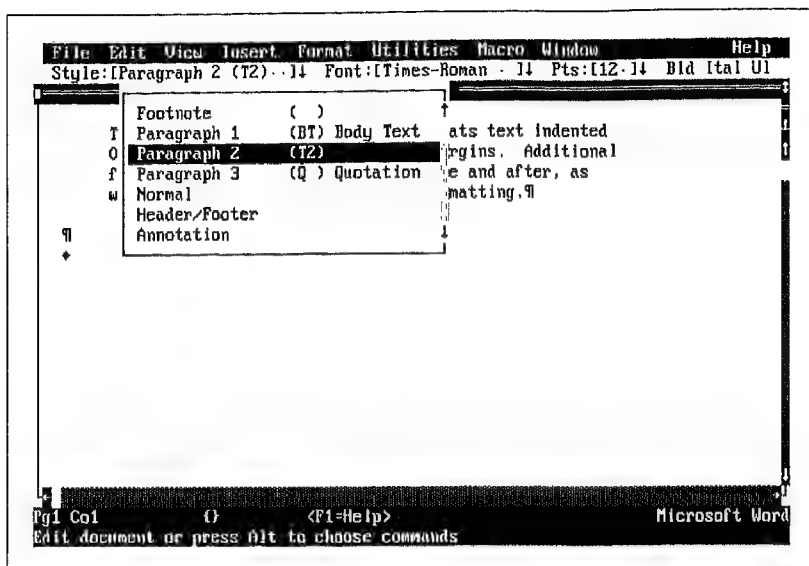 File Edit View Insert Format Utilities Macro Window Help
Style:[Paragraph 2 (T2)··]↓ Font:[Times-Roman · ]↓ Pts:[12·]↓ Bld Ital Ul
Footnote ( )
T Paragraph 1 (BT) Body Text ats text indented
O Paragraph 2 (T2) rgins. Additional
f Paragraph 3 (Q ) Quotation e and after, as
w Normal matting.¶
Header/Footer
¶ Annotation
Pg1 Co1 {} <F1=Help> Microsoft Word
Edit document or press Alt to choose commands